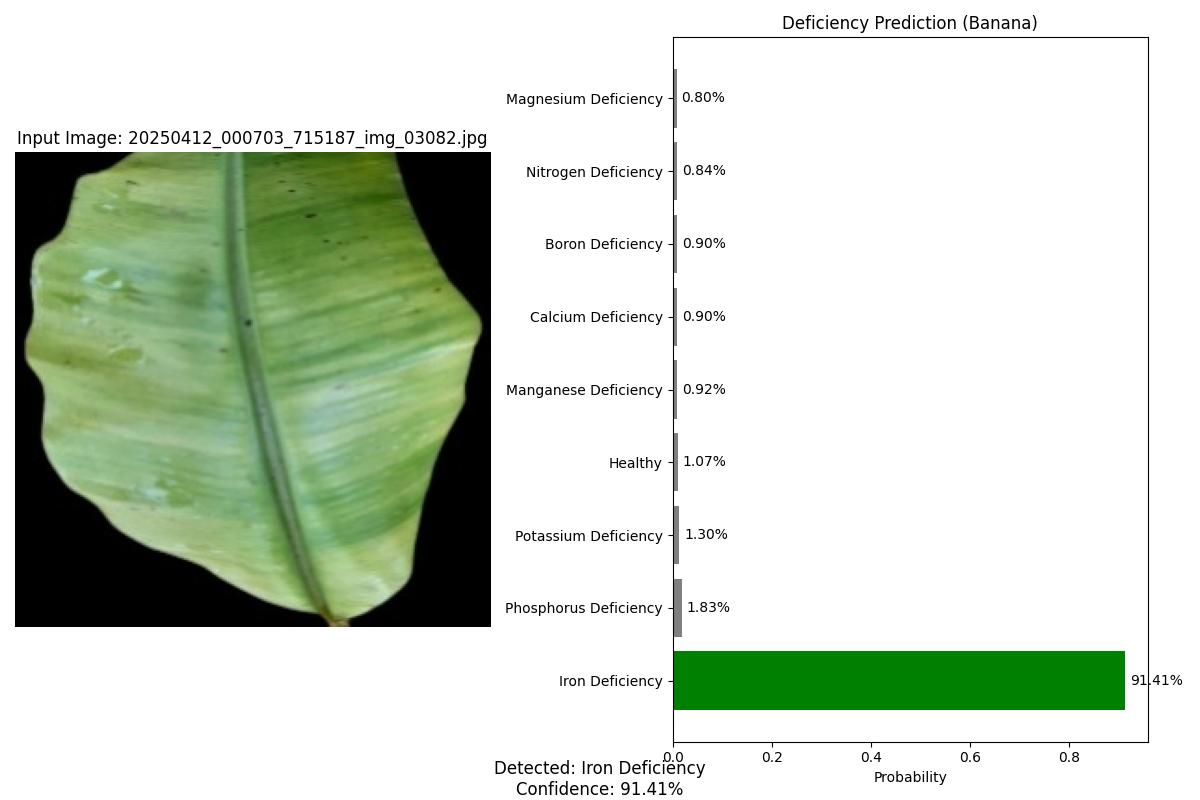 Deficiency Prediction (Banana)
Input Image: 20250412_000703_715187_img_03082.jpg
Magnesium Deficiency 0.80%
Nitrogen Deficiency 0.84%
Boron Deficiency 0.90%
Calcium Deficiency 0.90%
Manganese Deficiency 0.92%
Healthy 1.07%
Potassium Deficiency 1.30%
Phosphorus Deficiency 1.83%
Iron Deficiency 91.41%
0.0 0.2 0.4 0.6 0.8
Probability
Detected: Iron Deficiency
Confidence: 91.41%